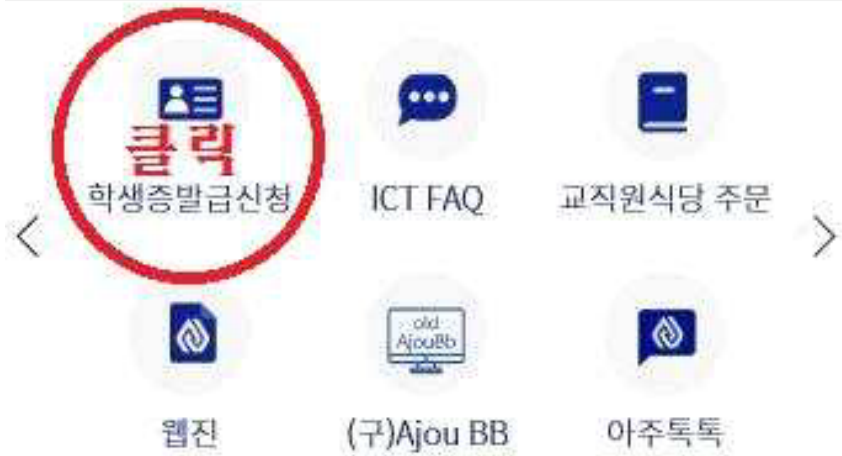 클릭
학생증발급신청
ICT FAQ
교직원식당 주문
old
AjouBb
웹진
(구)Ajou BB
아주톡톡